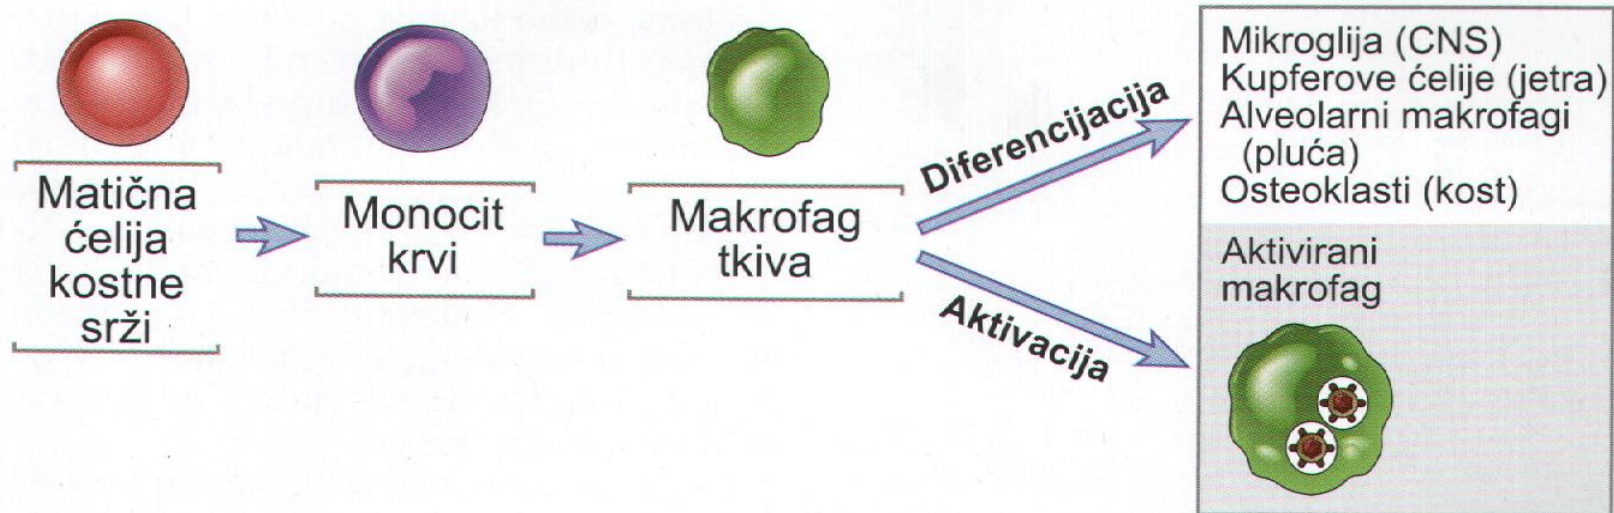 Matična
ćelija
kostne
srži
Monocit
krvi
Makrofag
tkiva
Diferencijacija
Aktivacija
Mikroglija (CNS)
Kupferove ćelije (jetra)
Alveolarni makrofagi
(pluća)
Osteoklasti (kost)
Aktivirani
makrofag